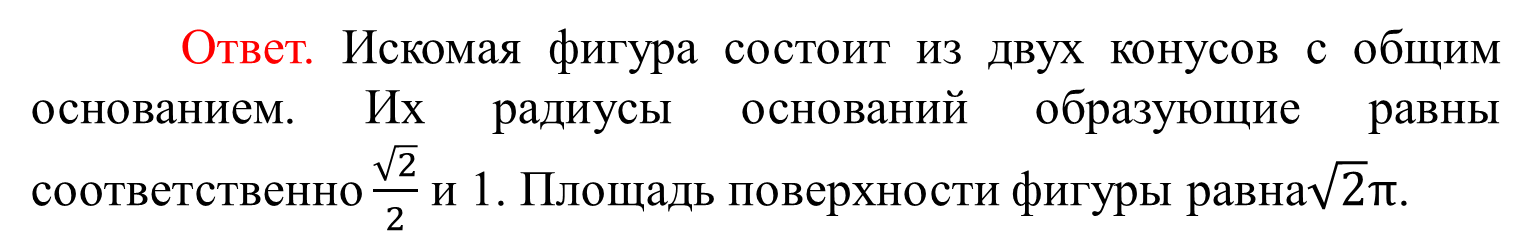 Ответ. Искомая фигура состоит из двух конусов с общим
основанием. Их радиусы оснований образующие равны
соответственно √2/2 и 1. Площадь поверхности фигуры равна√2π.